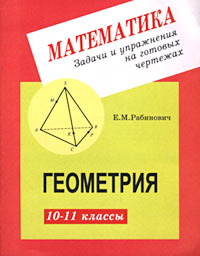 МАТЕМАТИКА
Задачи и упражнения
на готовых
чертежах
Е.М.Рабинович
ГЕОМЕТРИЯ
10-11 классы